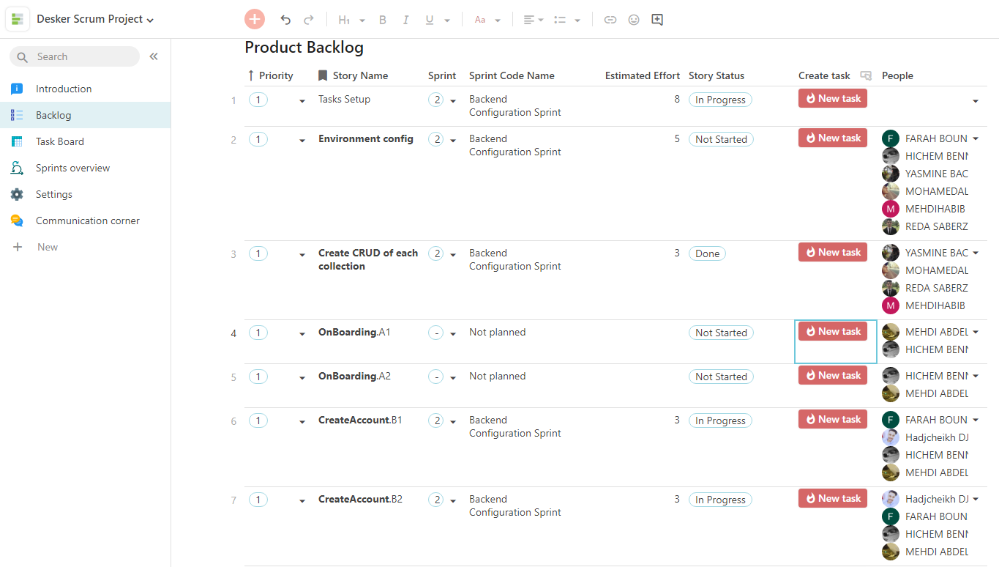 Desker Scrum Project
H1 B I U Aa
Search
Introduction
Backlog
Task Board
Sprints overview
Settings
Communication corner
New
Product Backlog
Priority Story Name Sprint Sprint Code Name Estimated Effort Story Status Create task People
1 1 Tasks Setup 2 Backend 8 In Progress New task
Configuration Sprint
2 1 Environment config 2 Backend 5 Not Started New task F FARAH BOUN
Configuration Sprint HICHEM BENN
YASMINE BAC
MOHAMEDAL
M MEHDIHABIB
REDA SABERZ
3 1 Create CRUD of each 2 Backend 3 Done New task YASMINE BAC
collection Configuration Sprint MOHAMEDAL
REDA SABERZ
M MEHDIHABIB
4 1 OnBoarding.A1 - Not planned Not Started New task MEHDI ABDEL
HICHEM BENN
5 1 OnBoarding.A2 - Not planned Not Started New task HICHEM BENN
MEHDI ABDEL
6 1 CreateAccount.B1 2 Backend 3 In Progress New task F FARAH BOUN
Configuration Sprint Hadjcheikh DJ
HICHEM BENN
MEHDI ABDEL
7 1 CreateAccount.B2 2 Backend 3 In Progress New task Hadjcheikh DJ
Configuration Sprint F FARAH BOUN
HICHEM BENN
MEHDI ABDEL